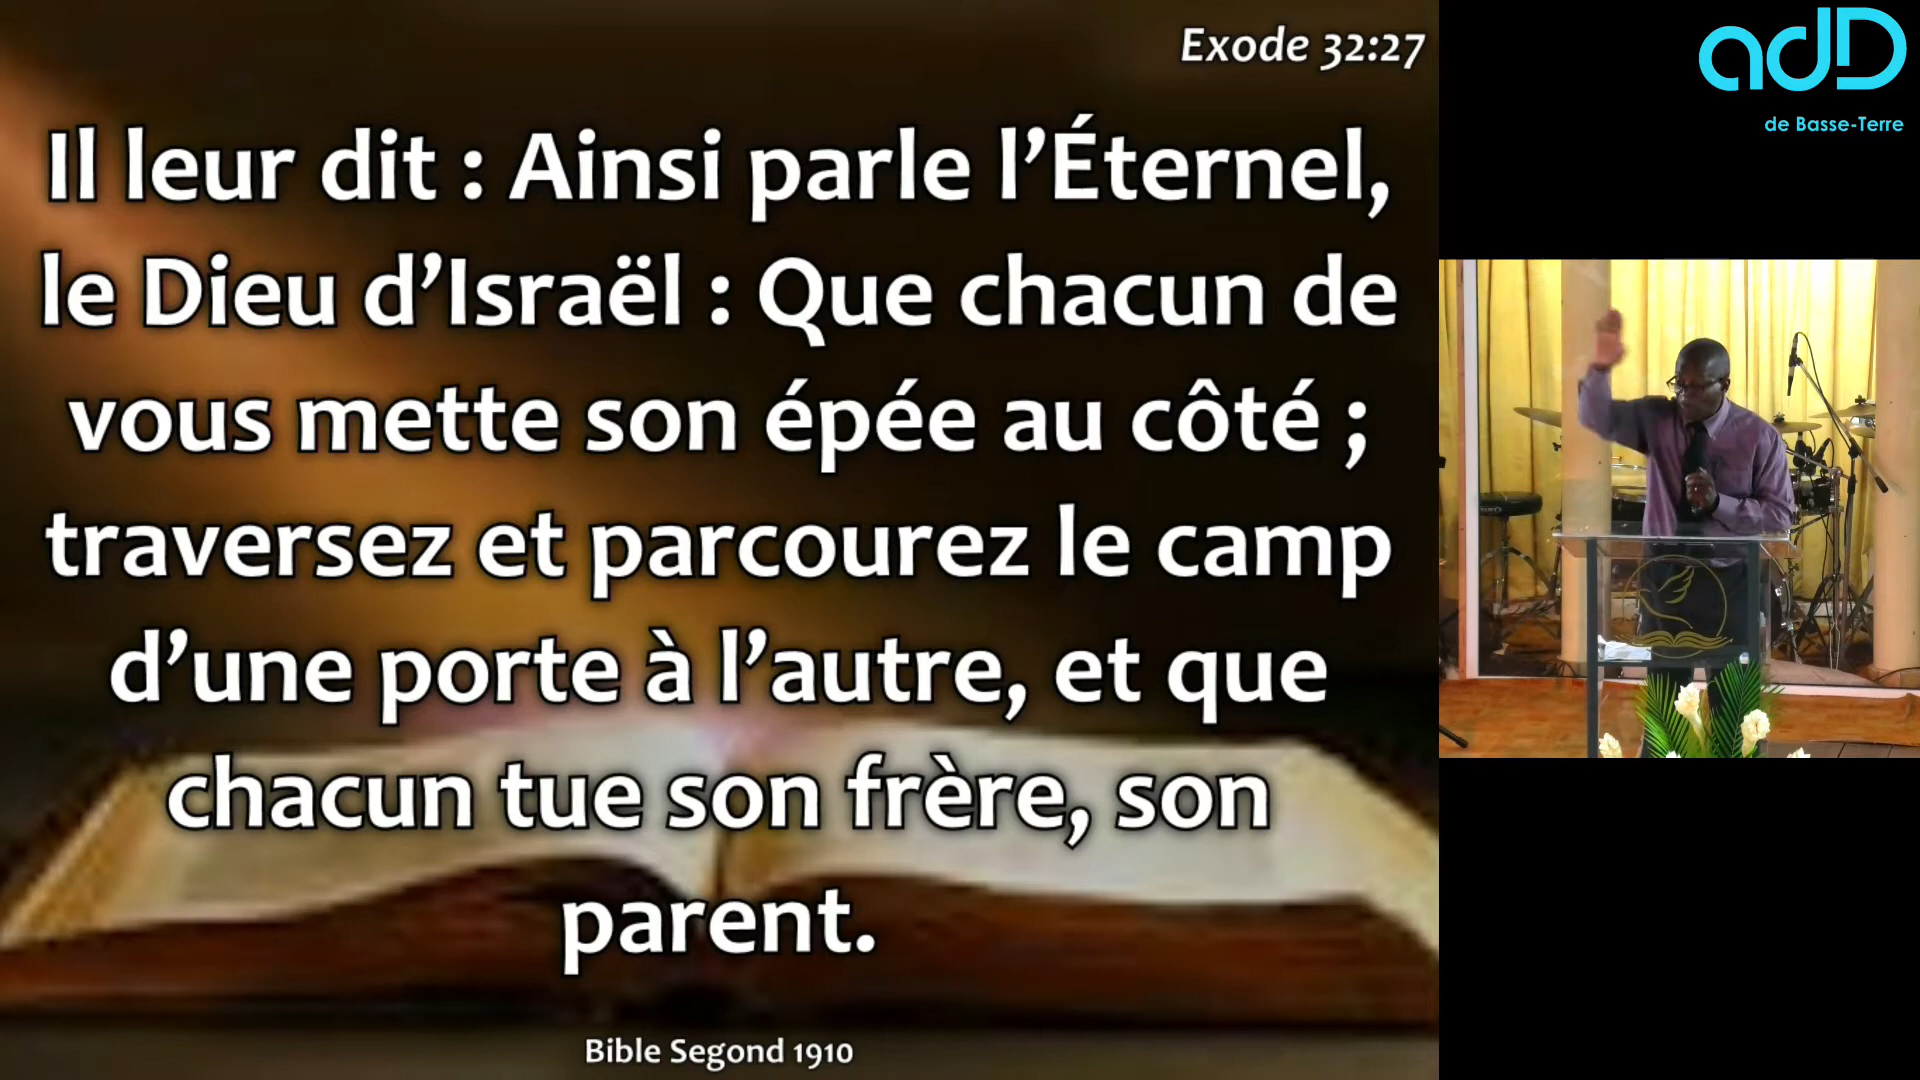 Exode 32:27
Il leur dit : Ainsi parle l’Éternel,
le Dieu d’Israël : Que chacun de
vous mette son épée au côté ;
traversez et parcourez le camp
d’une porte à l’autre, et que
chacun tue son frère, son
parent.
Bible Segond 1910
adD
de Basse-Terre